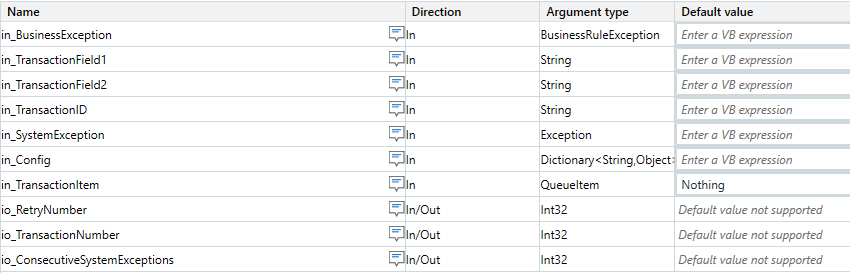 Name Direction Argument type Default value
in_BusinessException In BusinessRuleException Enter a VB expression
in_TransactionField1 In String Enter a VB expression
in_TransactionField2 In String Enter a VB expression
in_TransactionID In String Enter a VB expression
in_SystemException In Exception Enter a VB expression
in_Config In Dictionary<String,Object> Enter a VB expression
in_TransactionItem In QueueItem Nothing
io_RetryNumber In/Out Int32 Default value not supported
io_TransactionNumber In/Out Int32 Default value not supported
io_ConsecutiveSystemExceptions In/Out Int32 Default value not supported